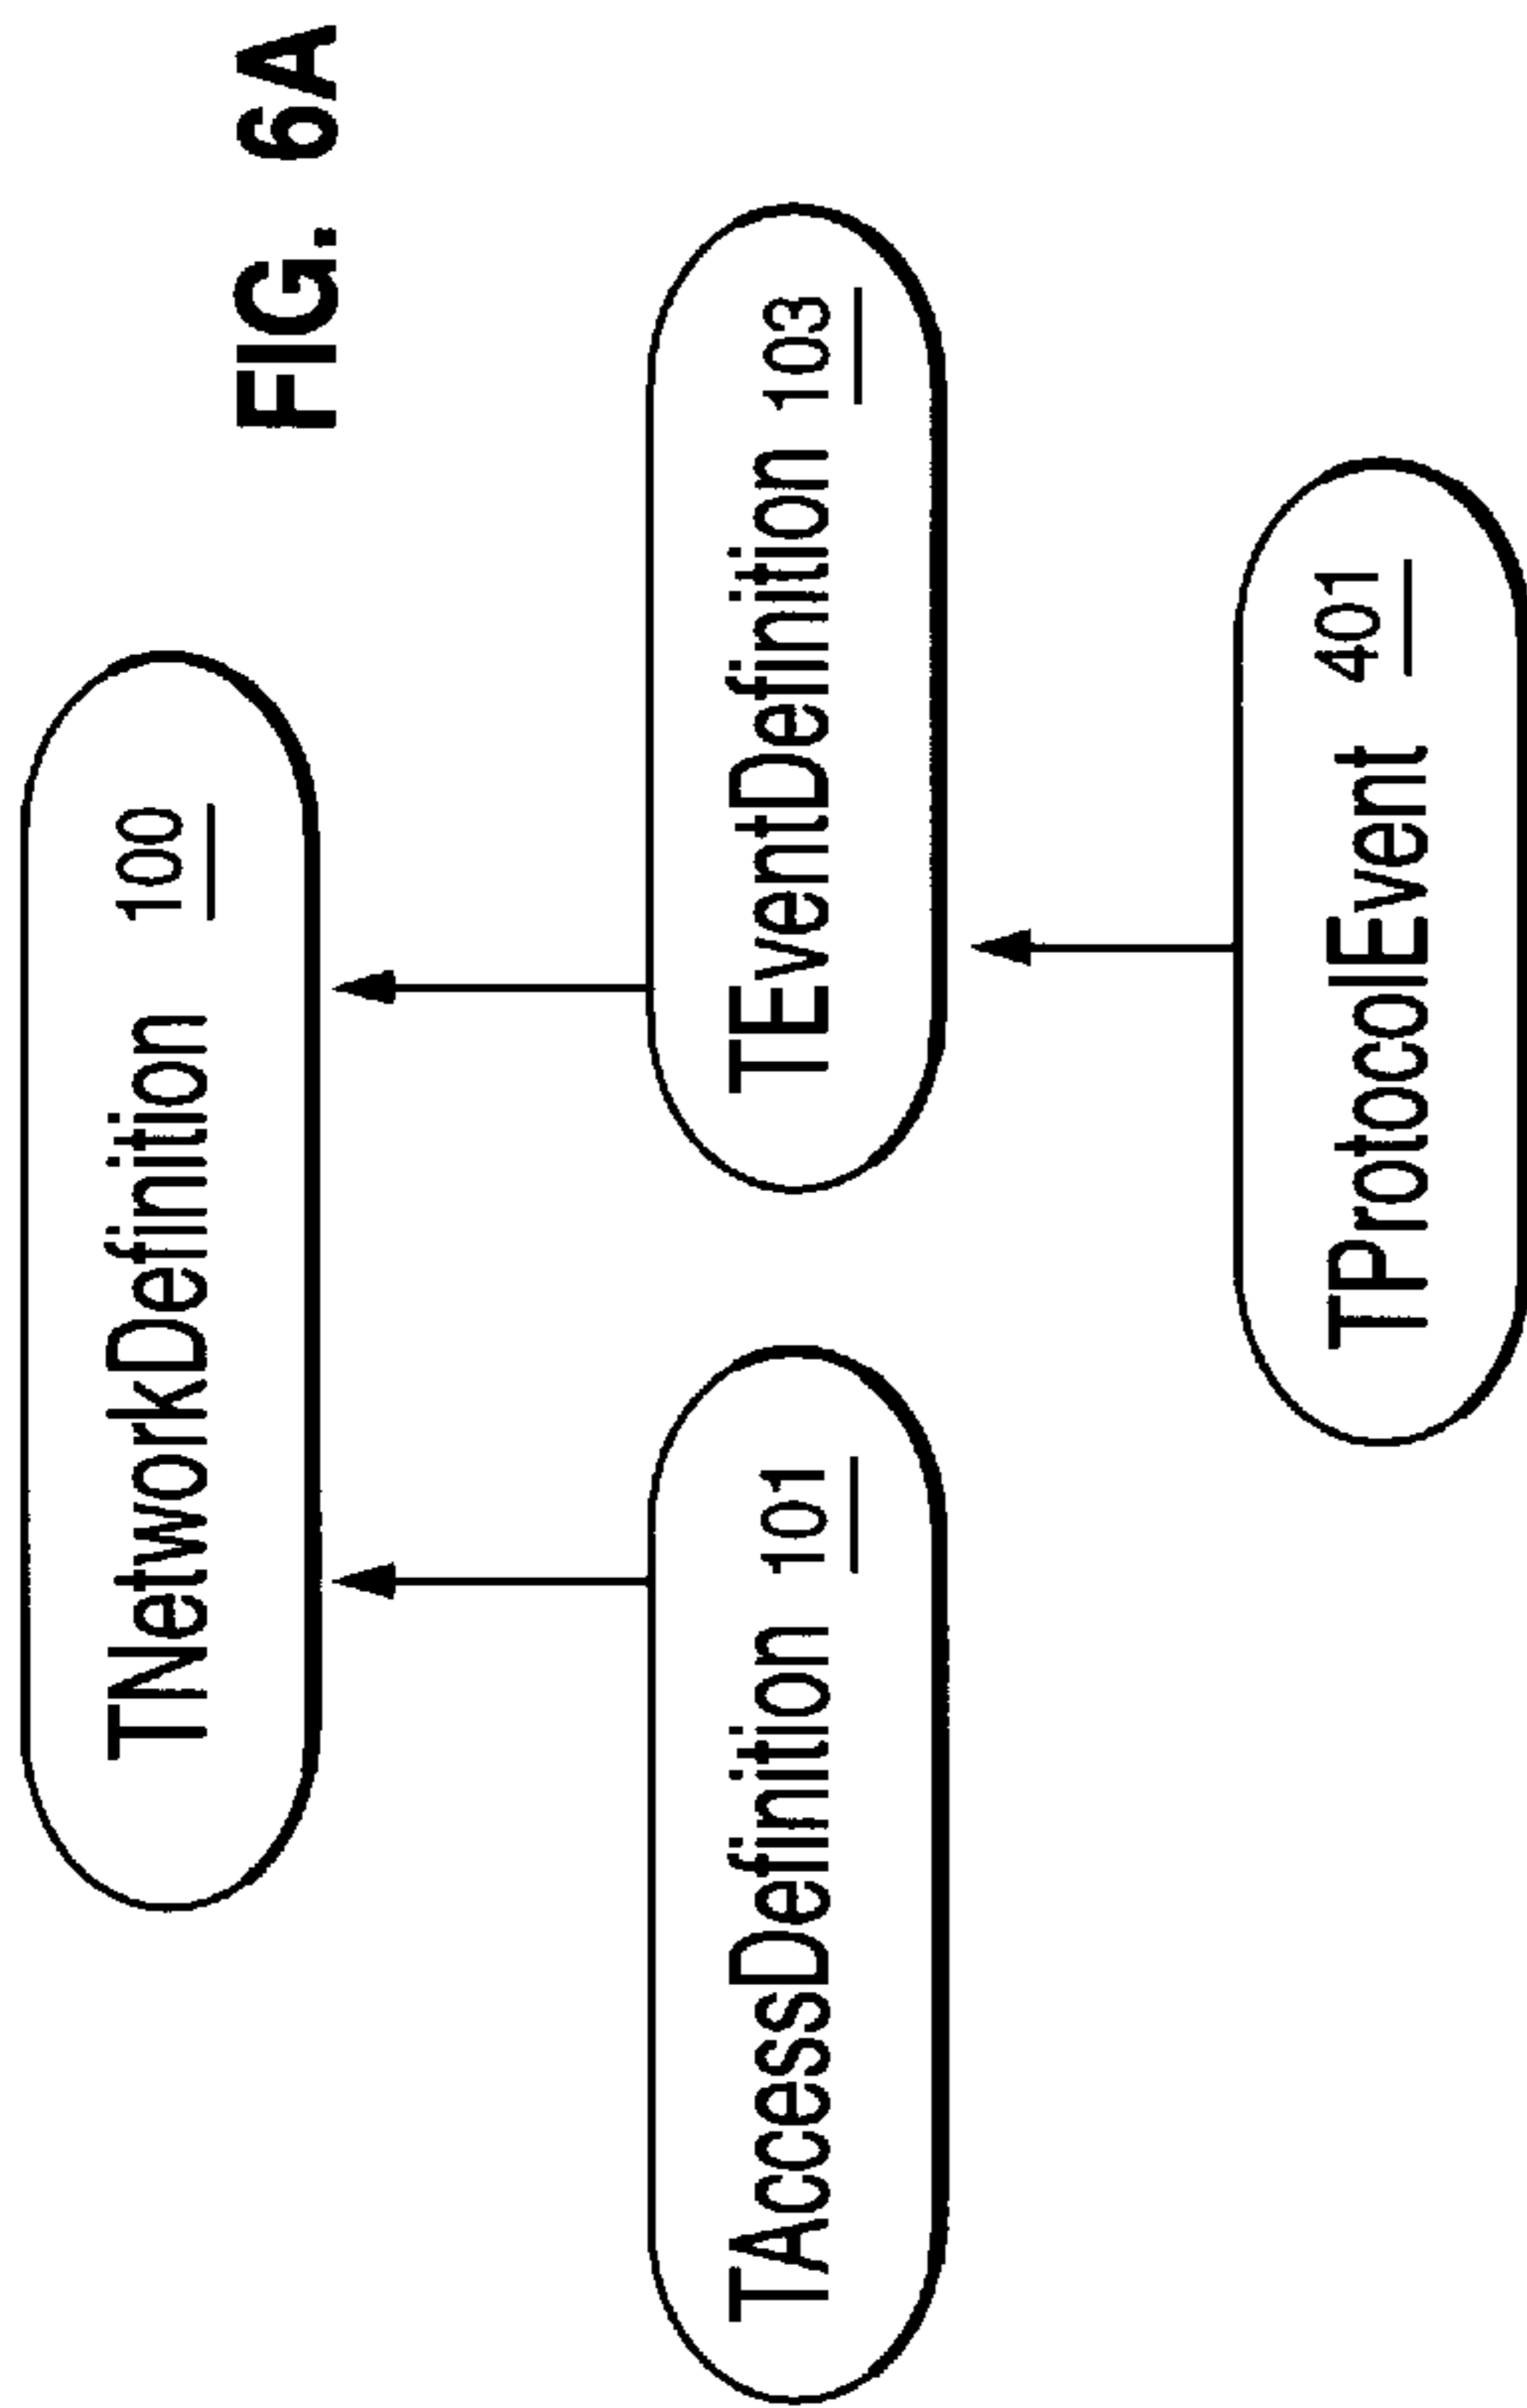 TNetworkDefinition 100
FIG. 6A
TAccessDefinition 101
TEventDefinition 103
TProtocolEvent 401